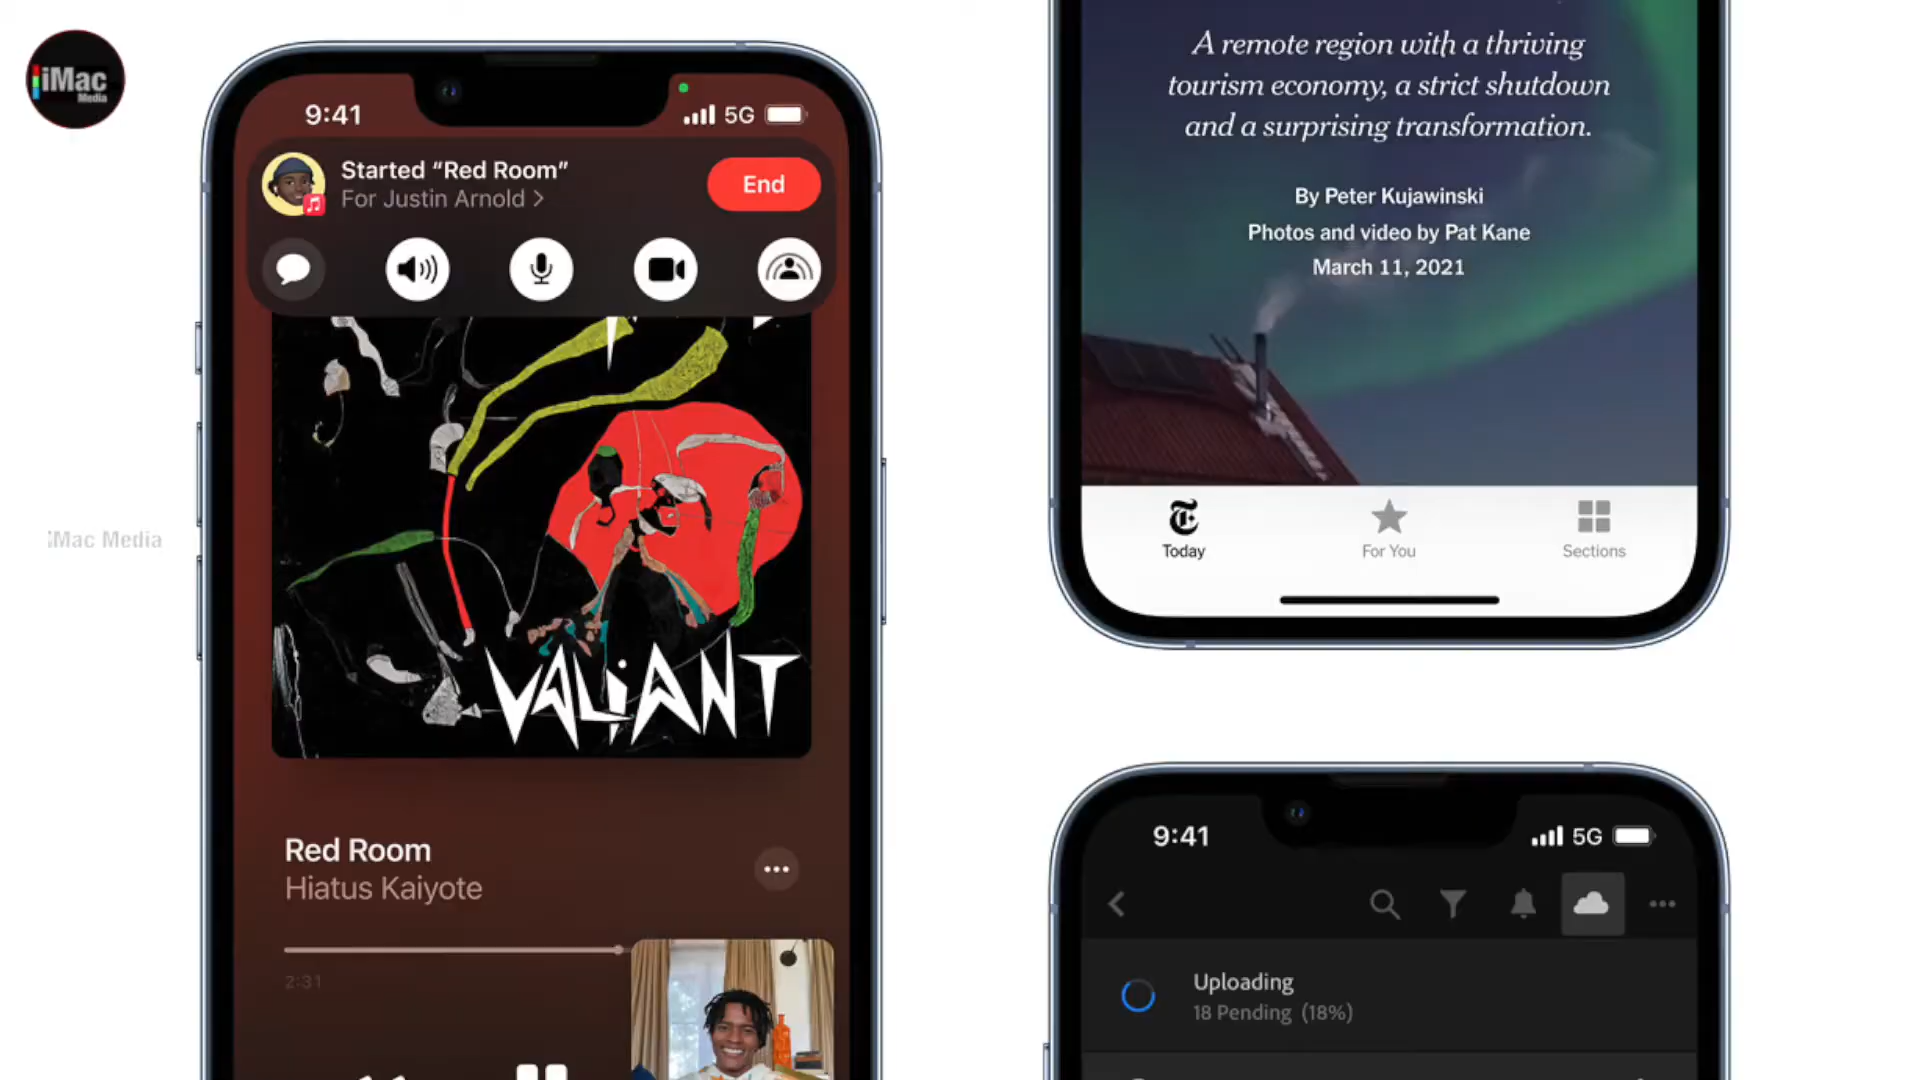 iMac
Media
iMac Media
9:41
5G
Started “Red Room”
For Justin Arnold >
End
VALiANT
Red Room
Hiatus Kaiyote
2:31
A remote region with a thriving
tourism economy, a strict shutdown
and a surprising transformation.
By Peter Kujawinski
Photos and video by Pat Kane
March 11, 2021
Today
For You
Sections
9:41
5G
Uploading
18 Pending (18%)